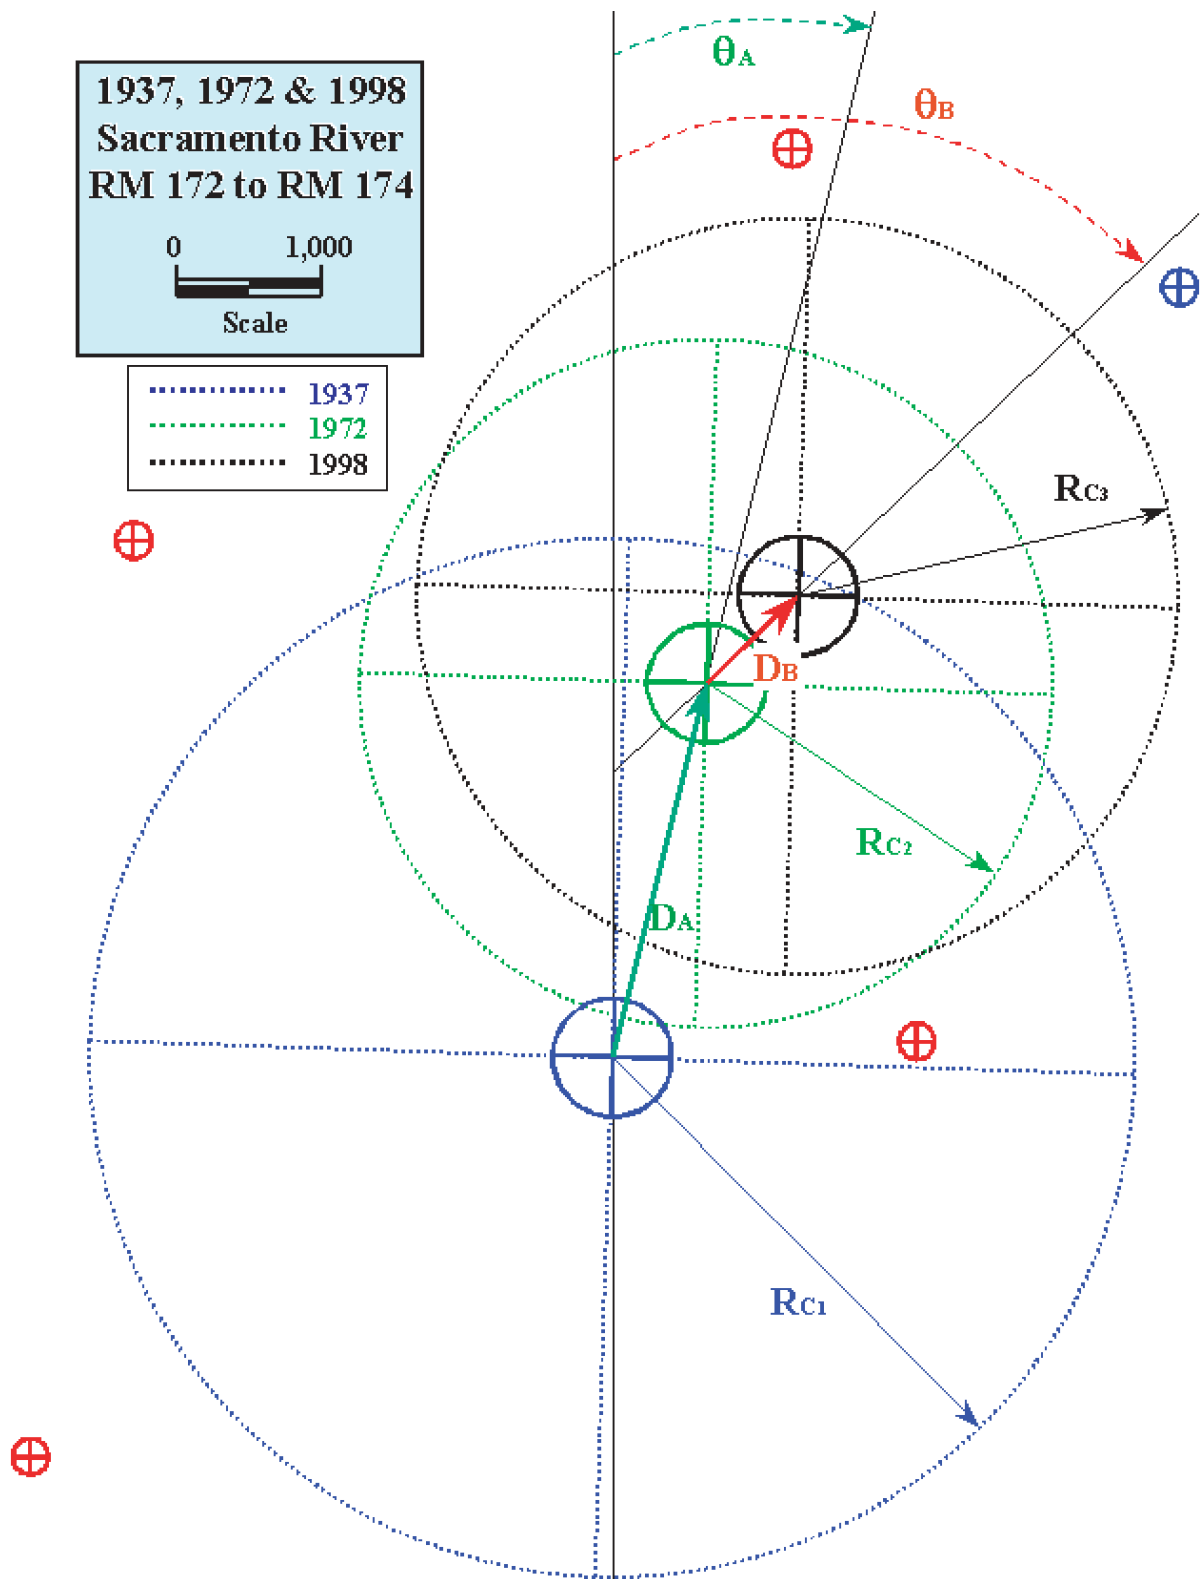 θA
θB
1937, 1972 & 1998
Sacramento River
RM 172 to RM 174
0 1,000
Scale
1937
1972
1998
RC3
DB
RC2
DA
RC1